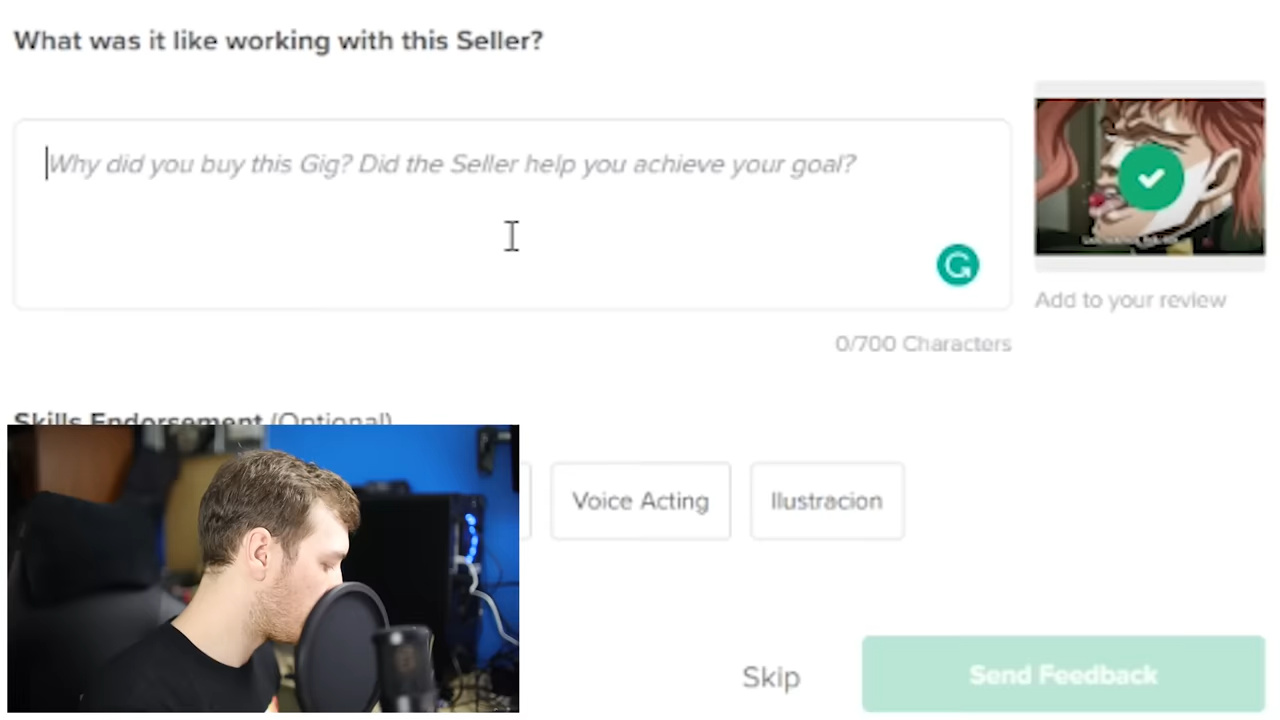 What was it like working with this Seller?
Why did you buy this Gig? Did the Seller help you achieve your goal?
Add to your review
0/700 Characters
Skills Endorsement (Optional)
Voice Acting
Ilustracion
Skip
Send Feedback